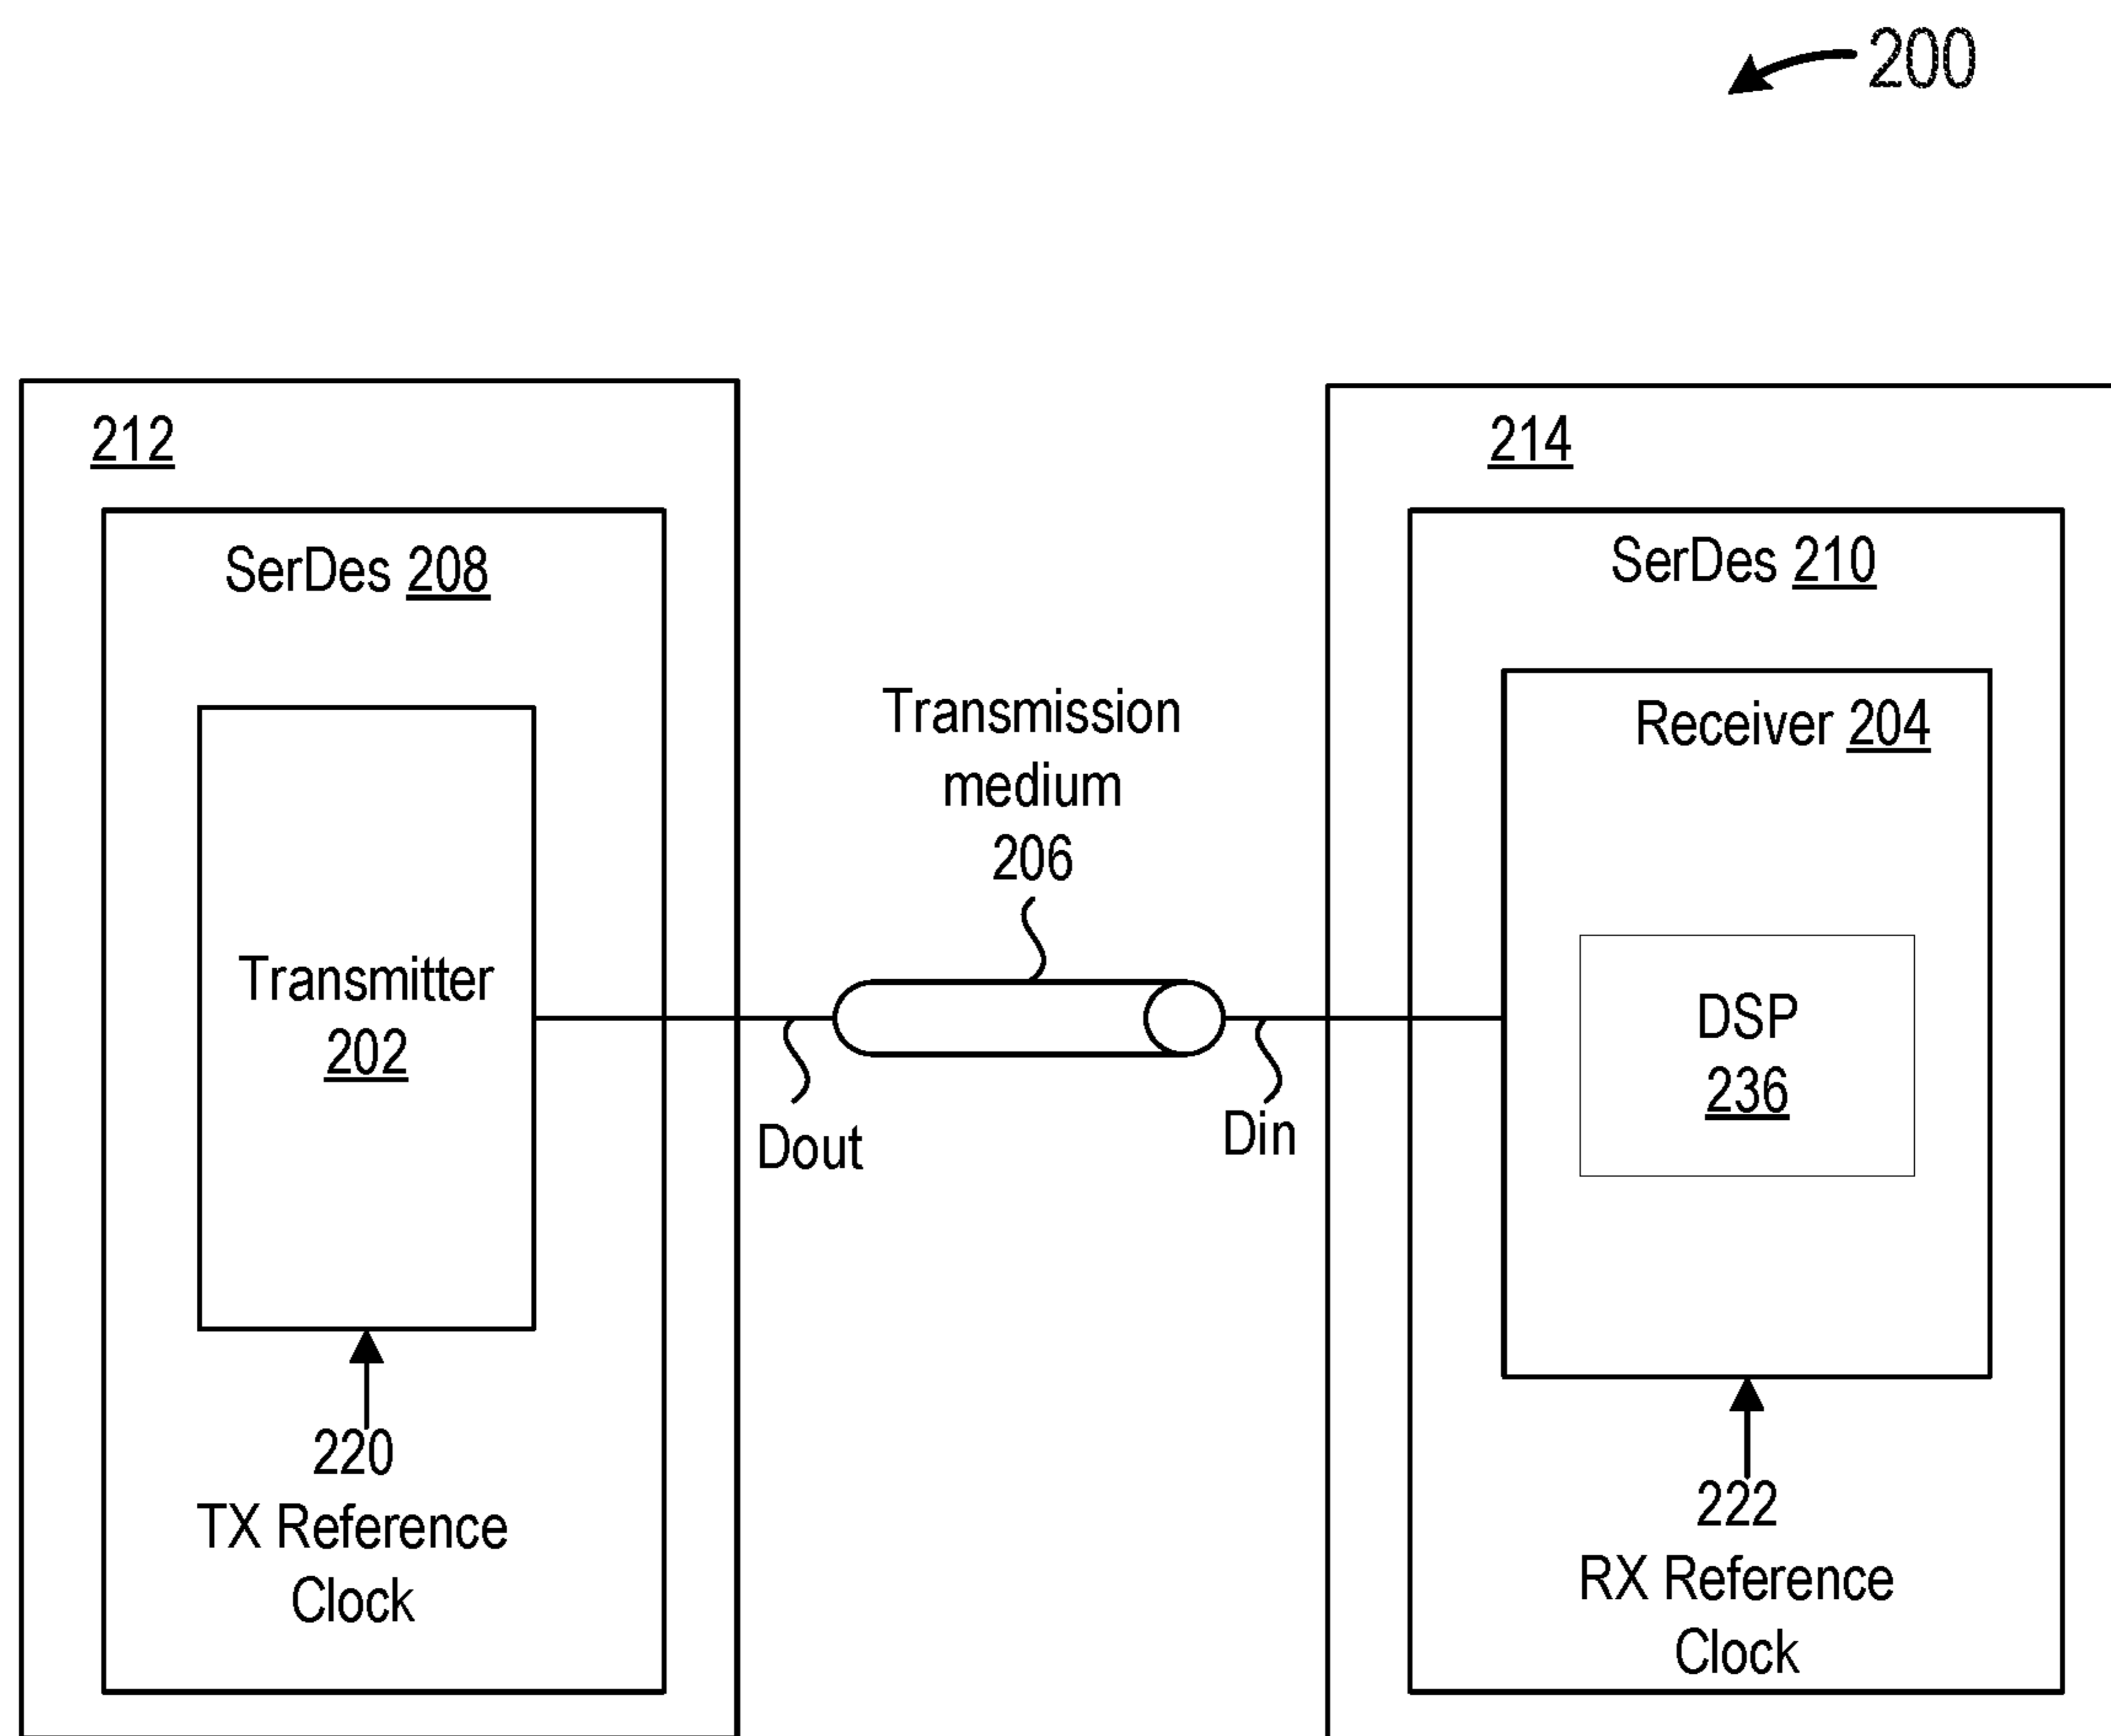 200
212
SerDes 208
Transmitter
202
220
TX Reference
Clock
Transmission
medium
206
Dout
Din
214
SerDes 210
Receiver 204
DSP
236
222
RX Reference
Clock